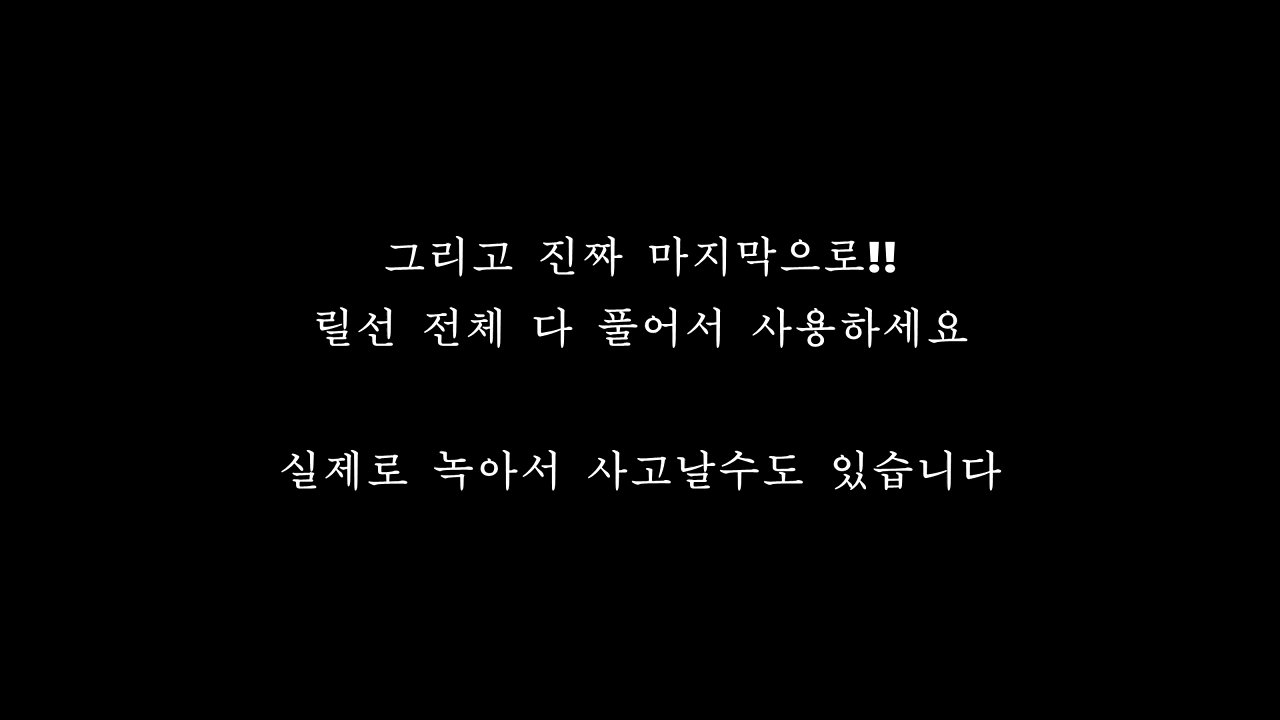 그리고 진짜 마지막으로!!
릴선 전체 다 풀어서 사용하세요
실제로 녹아서 사고날수도 있습니다